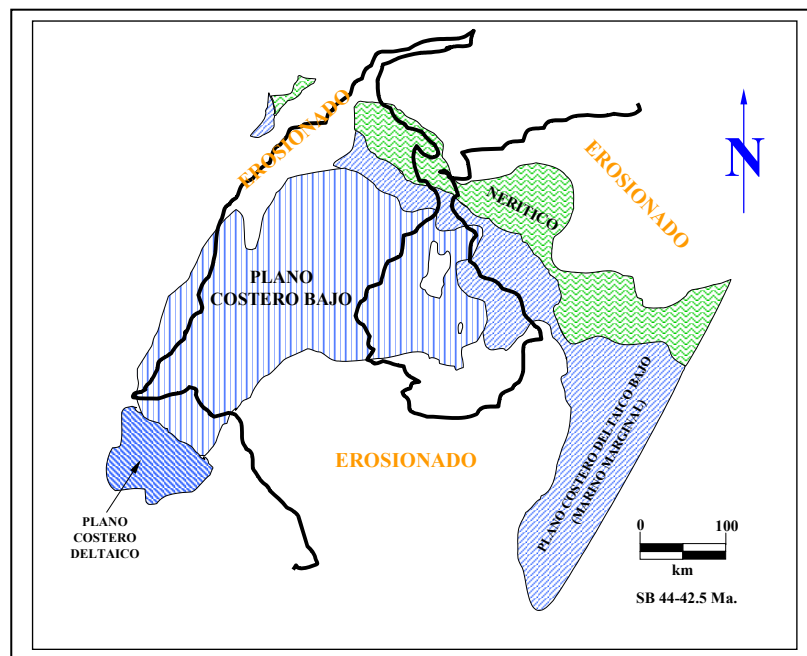 EROSIONADO
N
EROSIONADO
NERITICO
PLANO
COSTERO BAJO
PLANO COSTERO DELTAICO BAJO
(MARINO MARGINAL)
EROSIONADO
PLANO
COSTERO
DELTAICO
0 100
km
SB 44-42.5 Ma.